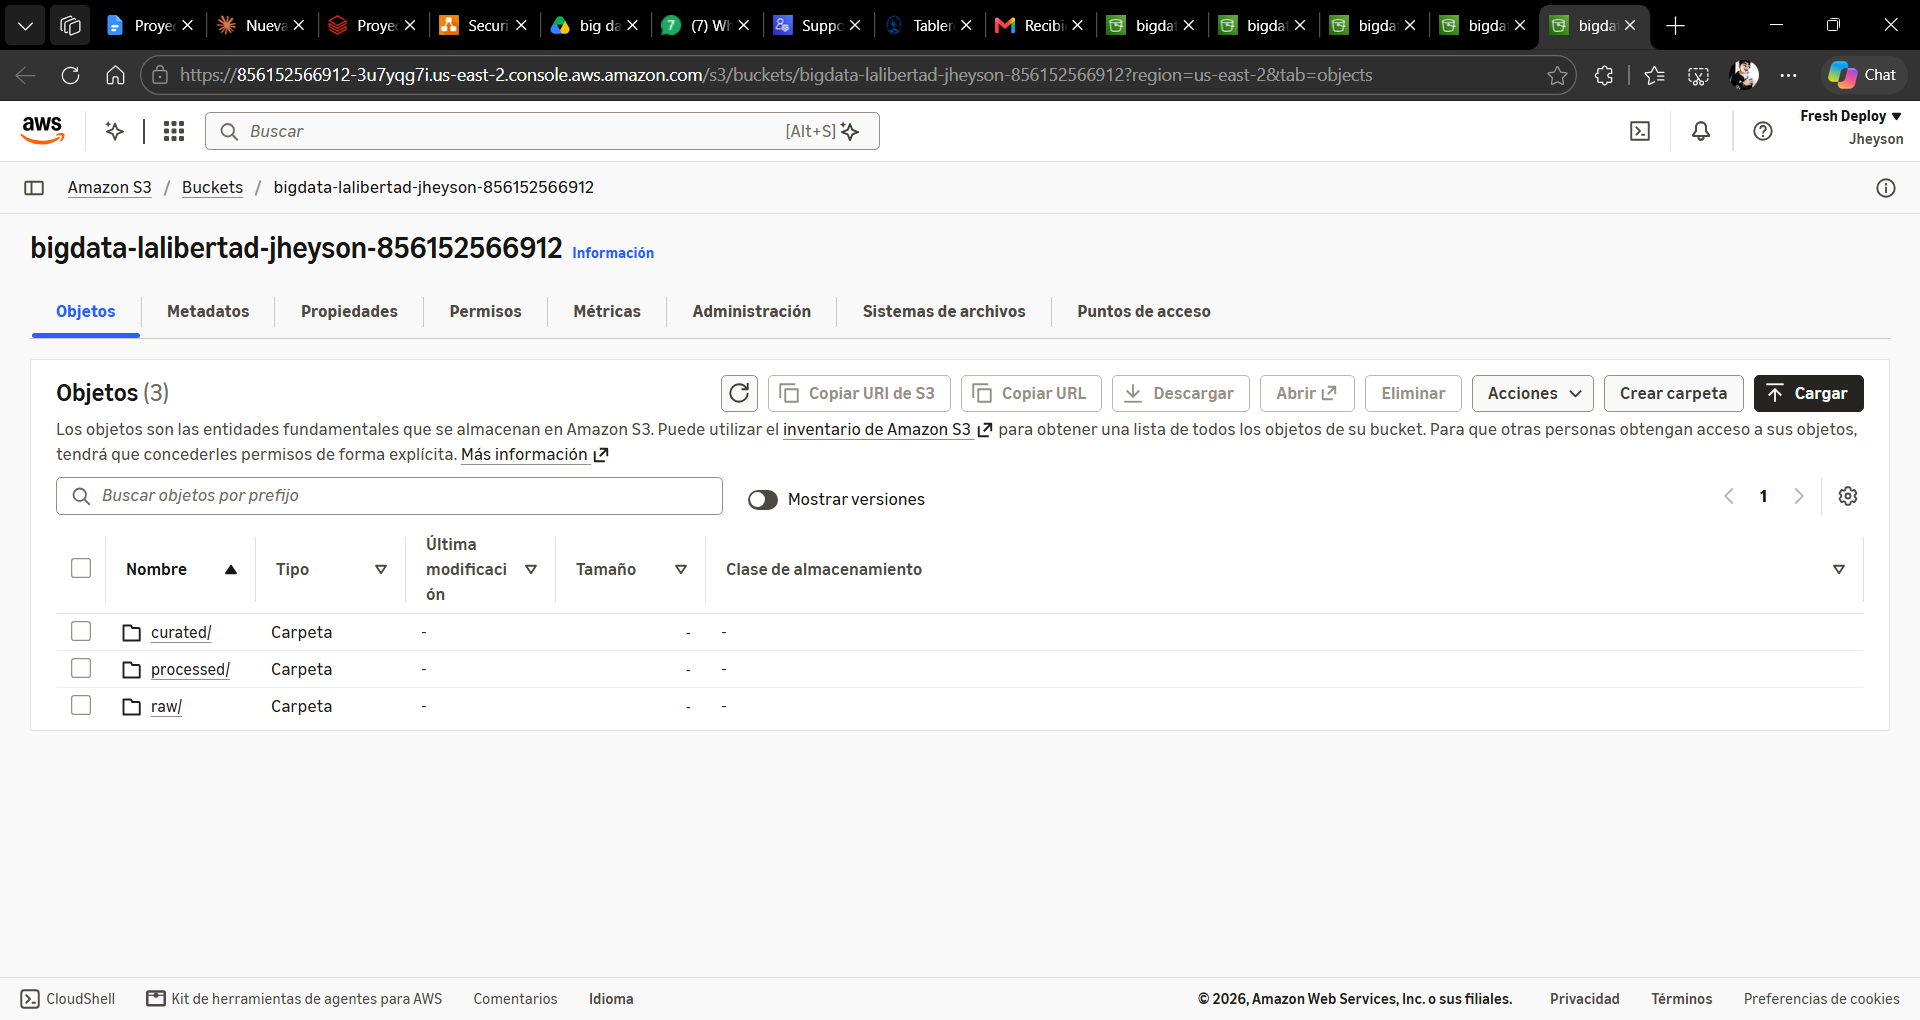 Proye
Nueva
Proye
Securi
big da
(7) Wh
Suppo
Tabler
Recibi
bigdat
bigdat
bigda
bigdat
bigda
https://856152566912-3u7yqg7i.us-east-2.console.aws.amazon.com/s3/buckets/bigdata-lalibertad-jheyson-856152566912?region=us-east-2&tab=objects
Chat
aws
Buscar
[Alt+S]
Fresh Deploy
Jheyson
Amazon S3 / Buckets / bigdata-lalibertad-jheyson-856152566912
bigdata-lalibertad-jheyson-856152566912 Información
Objetos
Metadatos
Propiedades
Permisos
Métricas
Administración
Sistemas de archivos
Puntos de acceso
Objetos (3)
Copiar URI de S3
Copiar URL
Descargar
Abrir
Eliminar
Acciones
Crear carpeta
Cargar
Los objetos son las entidades fundamentales que se almacenan en Amazon S3. Puede utilizar el inventario de Amazon S3 para obtener una lista de todos los objetos de su bucket. Para que otras personas obtengan acceso a sus objetos,
tendrá que concederles permisos de forma explícita. Más información
Buscar objetos por prefijo
Mostrar versiones
1
Nombre
Tipo
Última
modificaci
ón
Tamaño
Clase de almacenamiento
curated/ Carpeta - - -
processed/ Carpeta - - -
raw/ Carpeta - - -
CloudShell
Kit de herramientas de agentes para AWS
Comentarios
Idioma
© 2026, Amazon Web Services, Inc. o sus filiales.
Privacidad
Términos
Preferencias de cookies